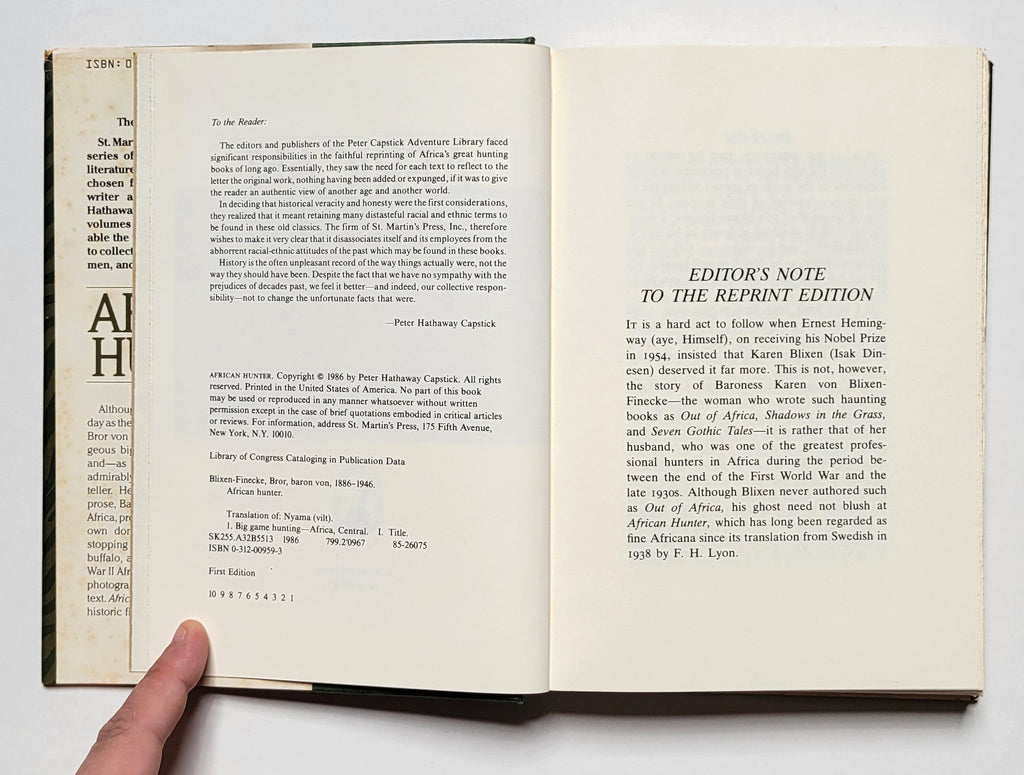 ISBN: 0
The
St. Mar
series of
literature
chosen f
writer a
Hathawa
volumes
able the
to collect
men, and
AF
HU
Althou
day as the
Bror von
geous bi
and—as
admirably
teller. He
prose, Ba
Africa, pr
own don
stopping
buffalo, a
War II Afr
photogra
text. Afric
historic fi
To the Reader:
The editors and publishers of the Peter Capstick Adventure Library faced
significant responsibilities in the faithful reprinting of Africa's great hunting
books of long ago. Essentially, they saw the need for each text to reflect to the
letter the original work, nothing having been added or expunged, if it was to give
the reader an authentic view of another age and another world.
In deciding that historical veracity and honesty were the first considerations,
they realized that it meant retaining many distasteful racial and ethnic terms to
be found in these old classics. The firm of St. Martin's Press, Inc., therefore
wishes to make it very clear that it disassociates itself and its employees from the
abhorrent racial-ethnic attitudes of the past which may be found in these books.
History is the often unpleasant record of the way things actually were, not the
way they should have been. Despite the fact that we have no sympathy with the
prejudices of decades past, we feel it better—and indeed, our collective respon-
sibility—not to change the unfortunate facts that were.
—Peter Hathaway Capstick
AFRICAN HUNTER. Copyright © 1986 by Peter Hathaway Capstick. All rights
reserved. Printed in the United States of America. No part of this book
may be used or reproduced in any manner whatsoever without written
permission except in the case of brief quotations embodied in critical articles
or reviews. For information, address St. Martin's Press, 175 Fifth Avenue,
New York, N.Y. 10010.
Library of Congress Cataloging in Publication Data
Blixen-Finecke, Bror, baron von, 1886–1946.
African hunter.
Translation of: Nyama (vilt).
1. Big game hunting—Africa, Central. I. Title.
SK255.A32B5513 1986 799.2'0967 85-26075
ISBN 0-312-00959-3
First Edition
10 9 8 7 6 5 4 3 2 1
EDITOR'S NOTE
TO THE REPRINT EDITION
IT is a hard act to follow when Ernest Heming-
way (aye, Himself), on receiving his Nobel Prize
in 1954, insisted that Karen Blixen (Isak Din-
esen) deserved it far more. This is not, however,
the story of Baroness Karen von Blixen-
Finecke—the woman who wrote such haunting
books as Out of Africa, Shadows in the Grass,
and Seven Gothic Tales—it is rather that of her
husband, who was one of the greatest profes-
sional hunters in Africa during the period be-
tween the end of the First World War and the
late 1930s. Although Blixen never authored such
as Out of Africa, his ghost need not blush at
African Hunter, which has long been regarded as
fine Africana since its translation from Swedish in
1938 by F. H. Lyon.